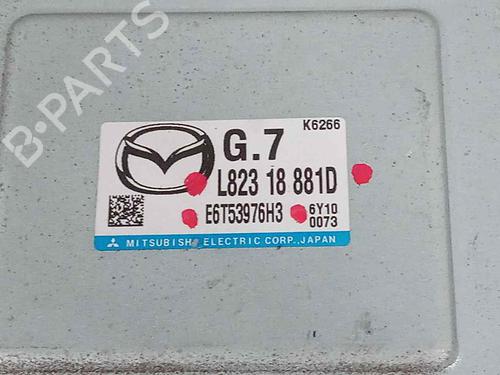 B-PARTS
K6266
G.7
L823 18 881D
E6T53976H3 6Y10
0073
MITSUBISHI ELECTRIC CORP., JAPAN